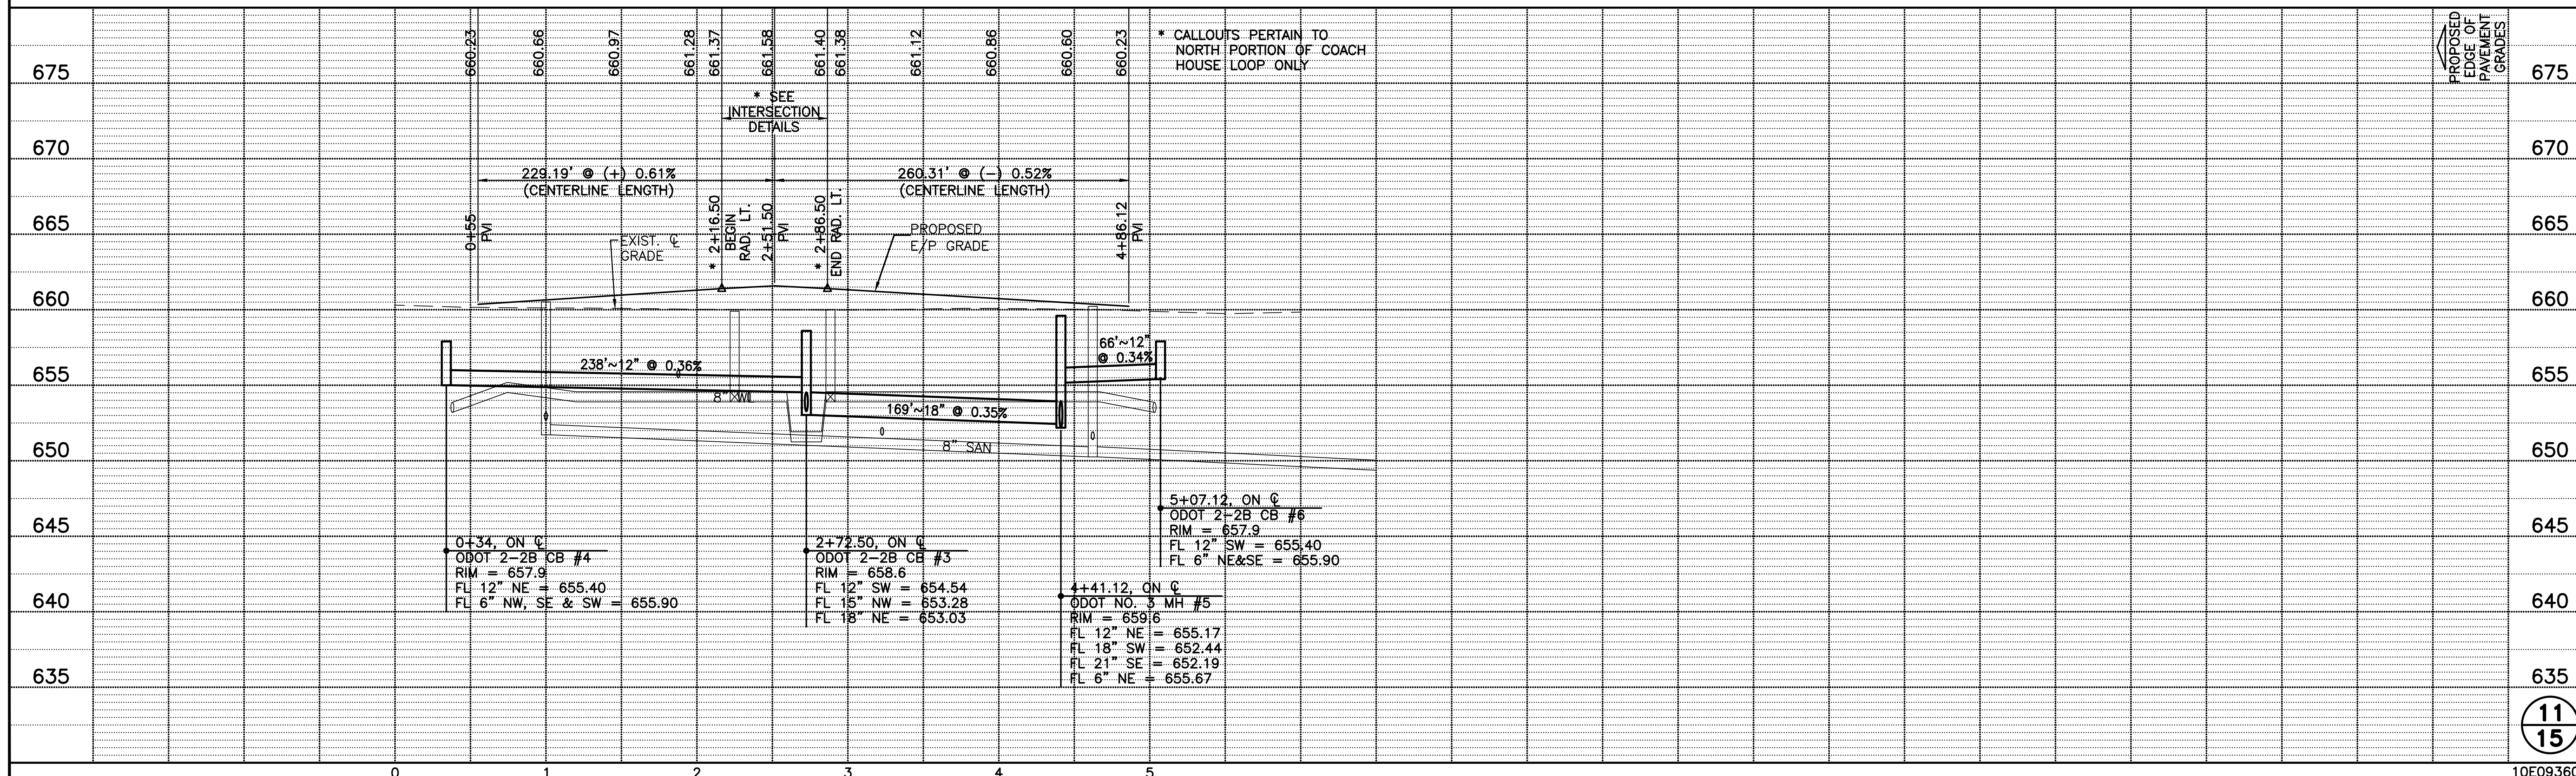 660.23
660.66
660.97
661.28
661.37
661.58
661.40
661.38
661.12
660.86
660.60
660.23
* CALLOUTS PERTAIN TO
NORTH PORTION OF COACH
HOUSE LOOP ONLY
PROPOSED
EDGE OF
PAVEMENT
GRADES
675
675
* SEE
INTERSECTION
DETAILS
670
670
229.19' @ (+) 0.61%
(CENTERLINE LENGTH)
260.31' @ (-) 0.52%
(CENTERLINE LENGTH)
0+55
PVI
* 2+16.50
BEGIN
RAD. LT.
2+51.50
PVI
* 2+86.50
END RAD. LT.
4+86.12
PVI
665
665
EXIST. ℄
GRADE
PROPOSED
E/P GRADE
660
660
238'~12" @ 0.36%
66'~12"
@ 0.34%
655
655
8" WL
169'~18" @ 0.35%
8" SAN
650
650
5+07.12, ON ℄
ODOT 2-2B CB #6
RIM = 657.9
FL 12" SW = 655.40
FL 6" NE&SE = 655.90
645
645
0+34, ON ℄
ODOT 2-2B CB #4
RIM = 657.9
FL 12" NE = 655.40
FL 6" NW, SE & SW = 655.90
2+72.50, ON ℄
ODOT 2-2B CB #3
RIM = 658.6
FL 12" SW = 654.54
FL 15" NW = 653.28
FL 18" NE = 653.03
4+41.12, ON ℄
ODOT NO. 3 MH #5
RIM = 659.6
FL 12" NE = 655.17
FL 18" SW = 652.44
FL 21" SE = 652.19
FL 6" NE = 655.67
640
640
635
635
11
15
0 1 2 3 4 5
10E09360